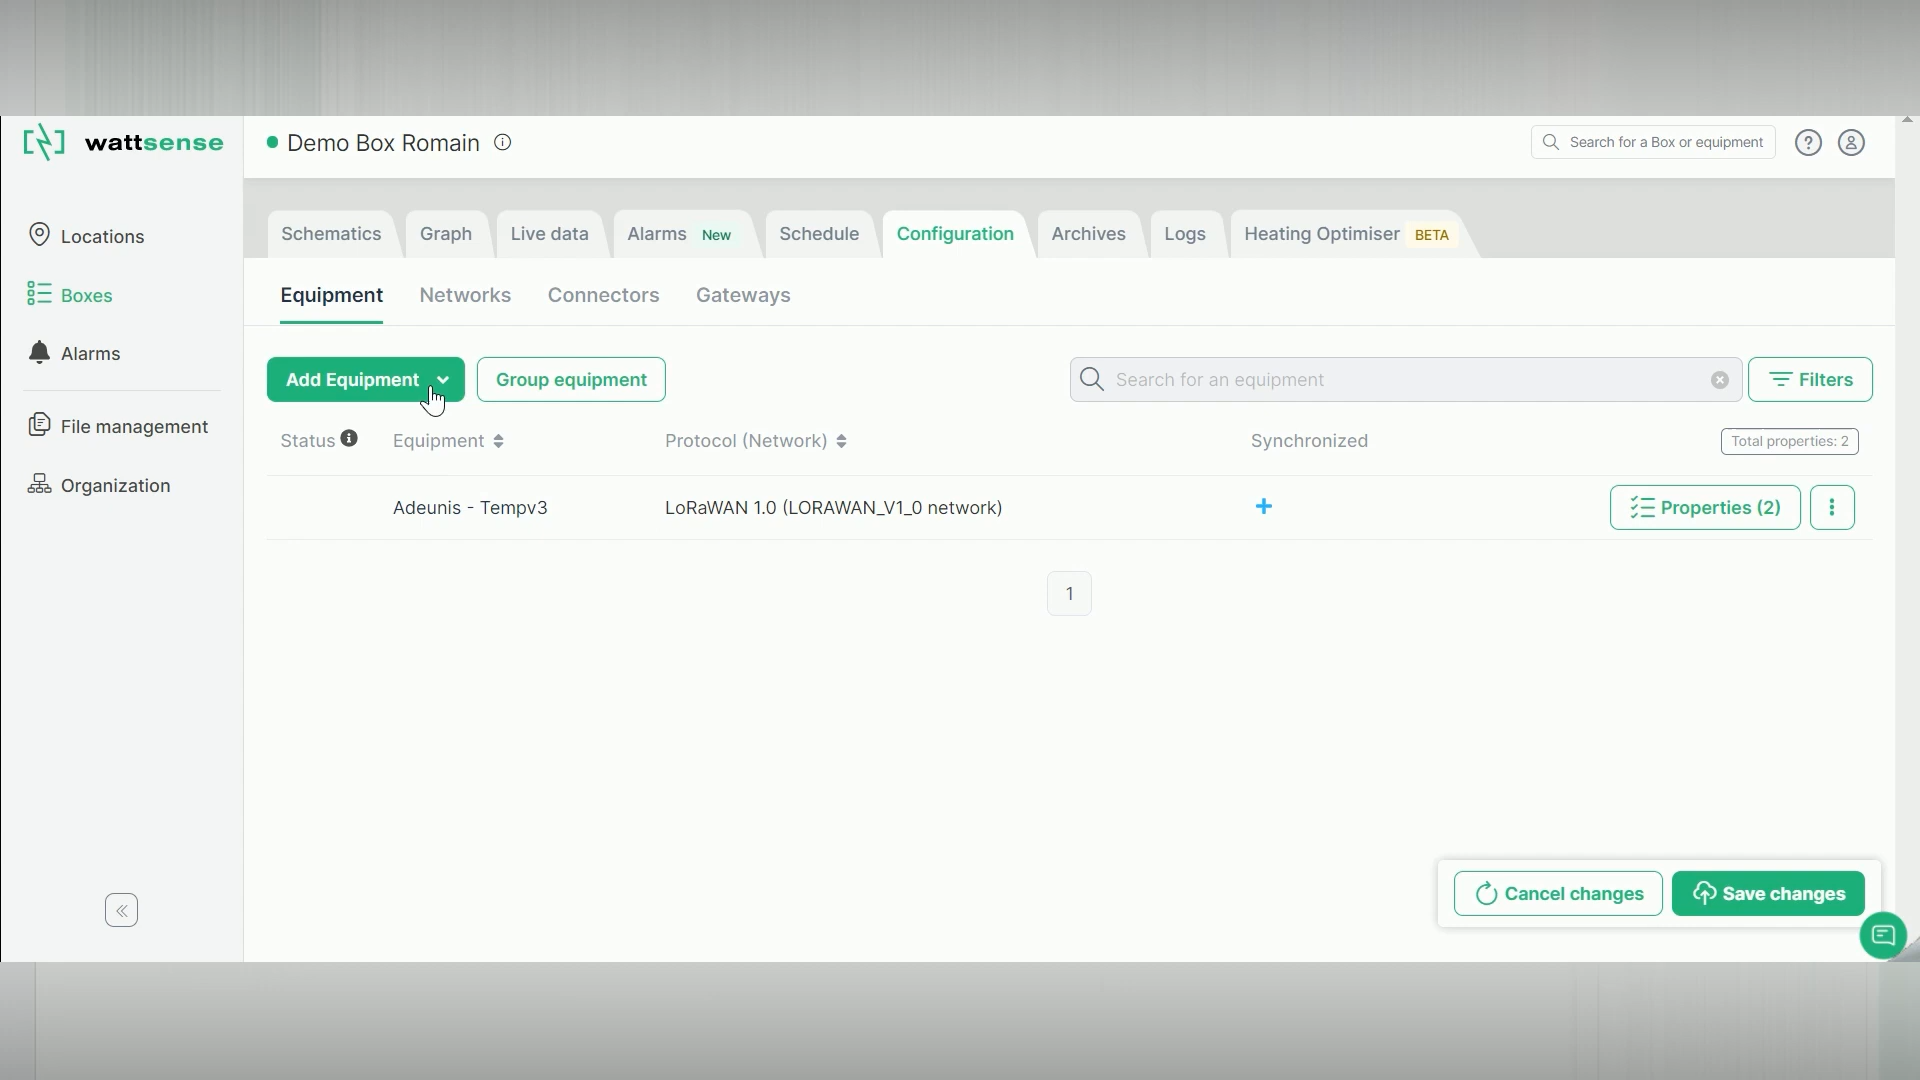 wattsense
Demo Box Romain
Search for a Box or equipment
Locations
Boxes
Alarms
File management
Organization
Schematics
Graph
Live data
Alarms New
Schedule
Configuration
Archives
Logs
Heating Optimiser BETA
Equipment
Networks
Connectors
Gateways
Add Equipment
Group equipment
Search for an equipment
Filters
Status
Equipment
Protocol (Network)
Synchronized
Total properties: 2
Adeunis - Tempv3
LoRaWAN 1.0 (LORAWAN_V1_0 network)
Properties (2)
1
Cancel changes
Save changes